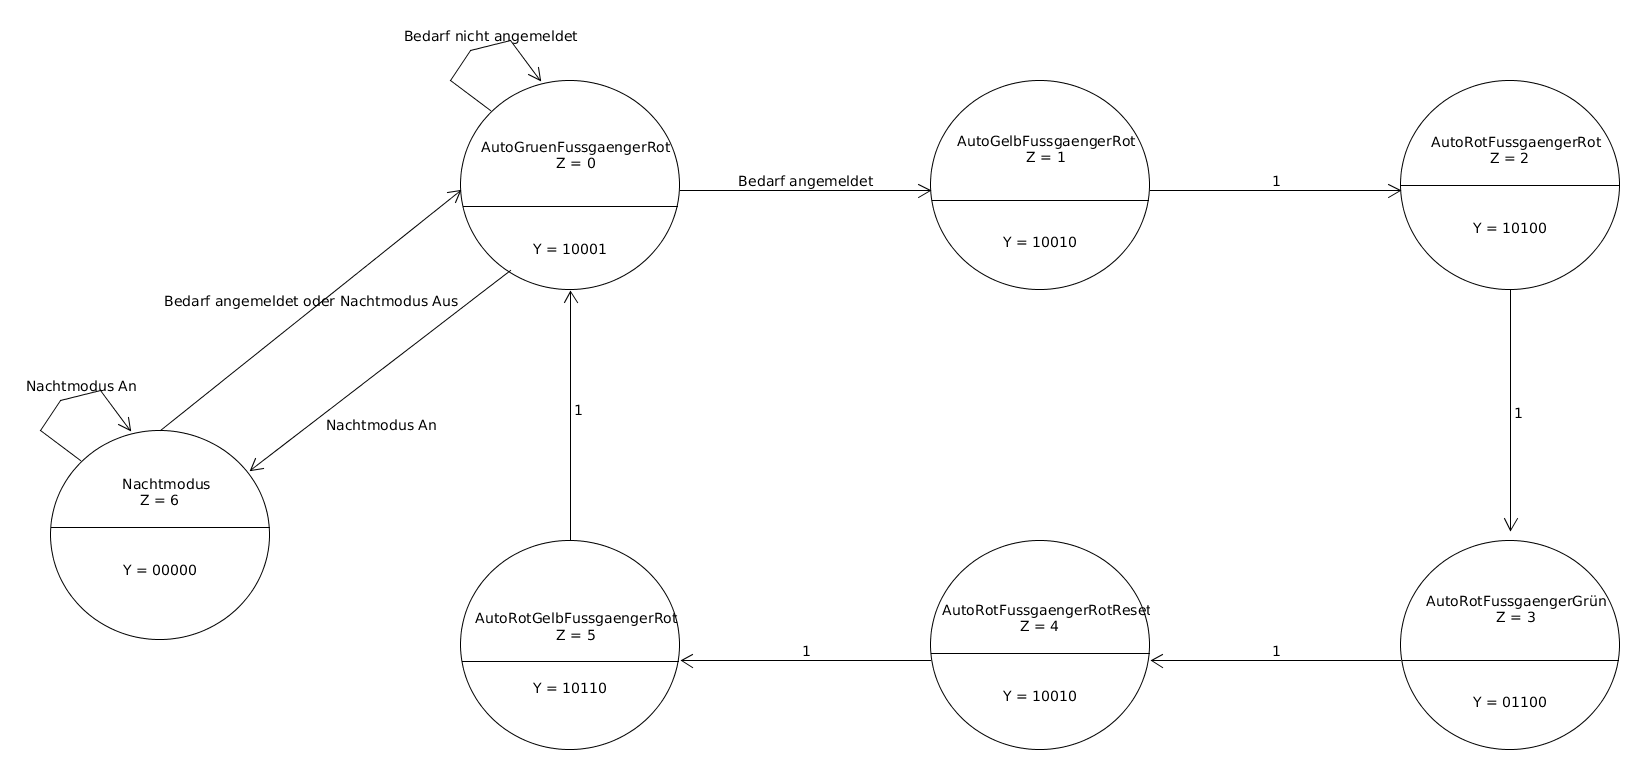 Bedarf nicht angemeldet
AutoGruenFussgaengerRot
Z = 0
Y = 10001
Bedarf angemeldet
AutoGelbFussgaengerRot
Z = 1
Y = 10010
1
AutoRotFussgaengerRot
Z = 2
Y = 10100
Bedarf angemeldet oder Nachtmodus Aus
Nachtmodus An
Nachtmodus An
1
1
Nachtmodus
Z = 6
Y = 00000
AutoRotGelbFussgaengerRot
Z = 5
Y = 10110
1
AutoRotFussgaengerRotReset
Z = 4
Y = 10010
1
AutoRotFussgaengerGrün
Z = 3
Y = 01100